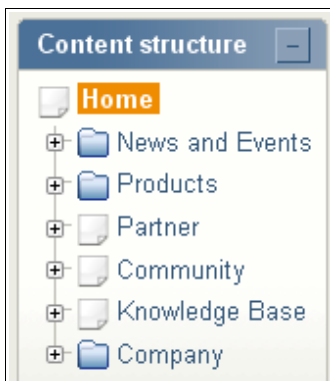 Content structure
Home
News and Events
Products
Partner
Community
Knowledge Base
Company